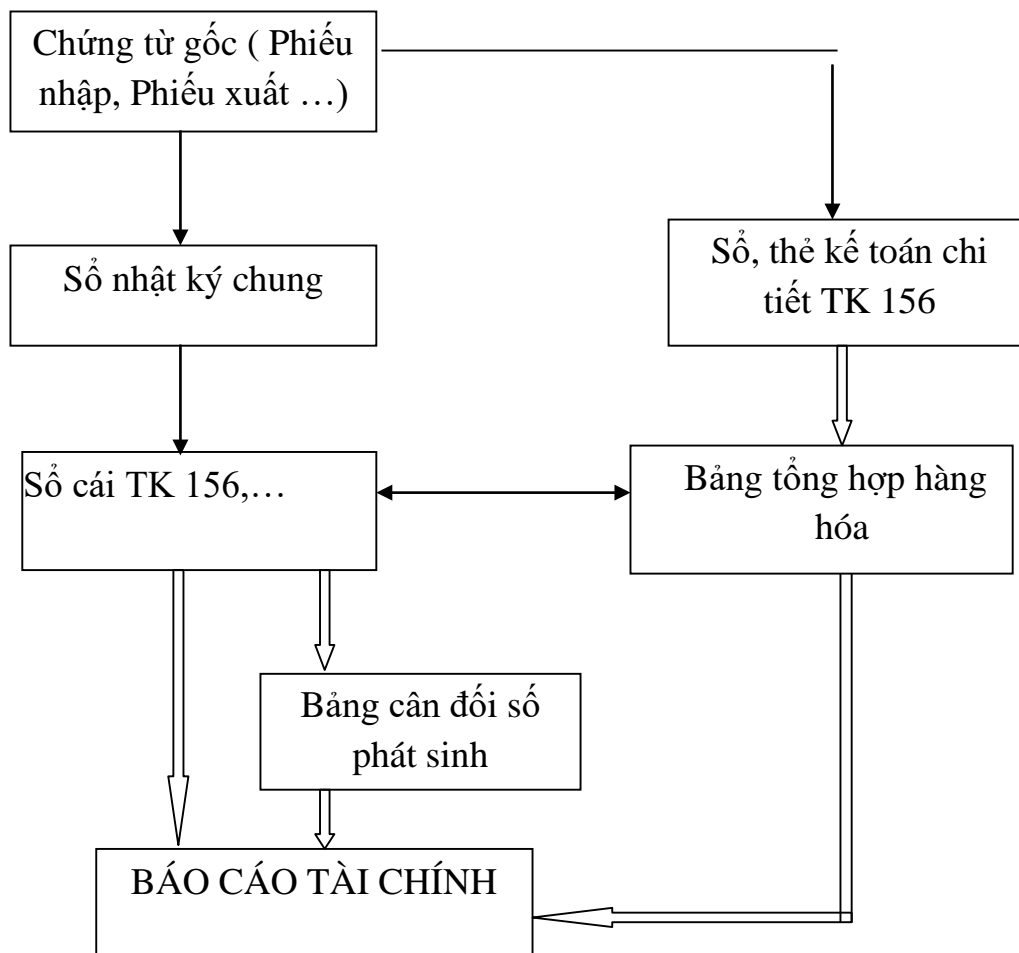 Chứng từ gốc ( Phiếu
nhập, Phiếu xuất …)
Sổ nhật ký chung
Sổ, thẻ kế toán chi
tiết TK 156
Sổ cái TK 156,…
Bảng tổng hợp hàng
hóa
Bảng cân đối số
phát sinh
BÁO CÁO TÀI CHÍNH